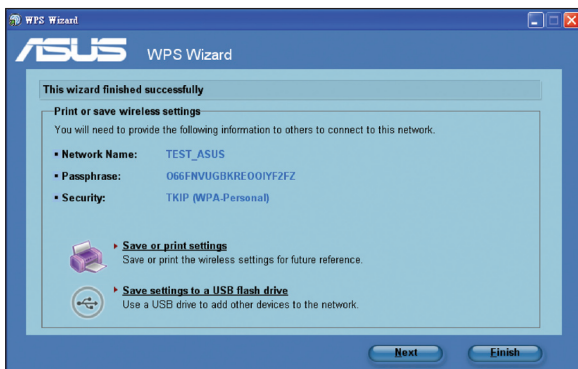 WPS Wizard
ASUS WPS Wizard
This wizard finished successfully
Print or save wireless settings
You will need to provide the following information to others to connect to this network.
▪ Network Name: TEST_ASUS
▪ Passphrase: O66FNVUGBKREOOIYF2FZ
▪ Security: TKIP (WPA-Personal)
Save or print settings
Save or print the wireless settings for future reference.
Save settings to a USB flash drive
Use a USB drive to add other devices to the network.
Next Finish